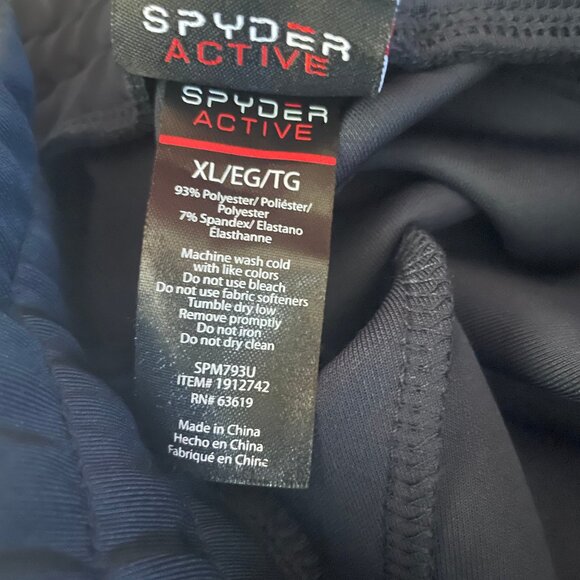 SPYDER
ACTIVE
SPYDER
ACTIVE
XL/EG/TG
93% Polyester/ Poliéster/
Polyester
7% Spandex/ Elastano
Élasthanne
Machine wash cold
with like colors
Do not use bleach
Do not use fabric softeners
Tumble dry low
Remove promptly
Do not iron
Do not dry clean
SPM793U
ITEM# 1912742
RN# 63619
Made in China
Hecho en China
Fabriqué en China